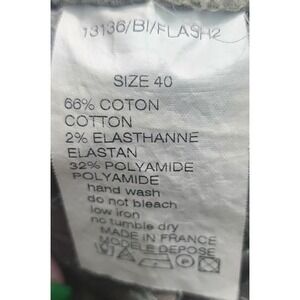 13136/BI/FLASH2
SIZE 40
66% COTON
COTTON
2% ELASTHANNE
ELASTAN
32% POLYAMIDE
POLYAMIDE
hand wash
do not bleach
low iron
no tumble dry
MADE IN FRANCE
MODELE DEPOSE